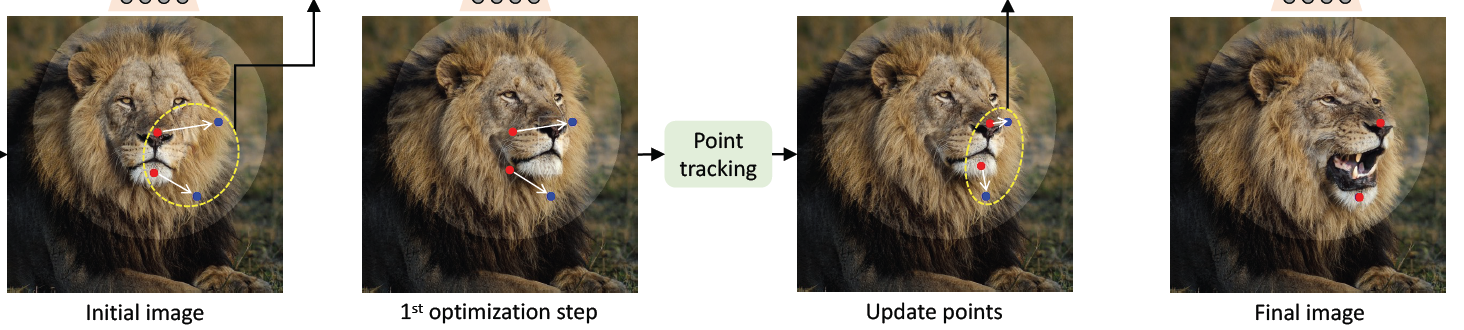 Point
tracking
Initial image
1st optimization step
Update points
Final image